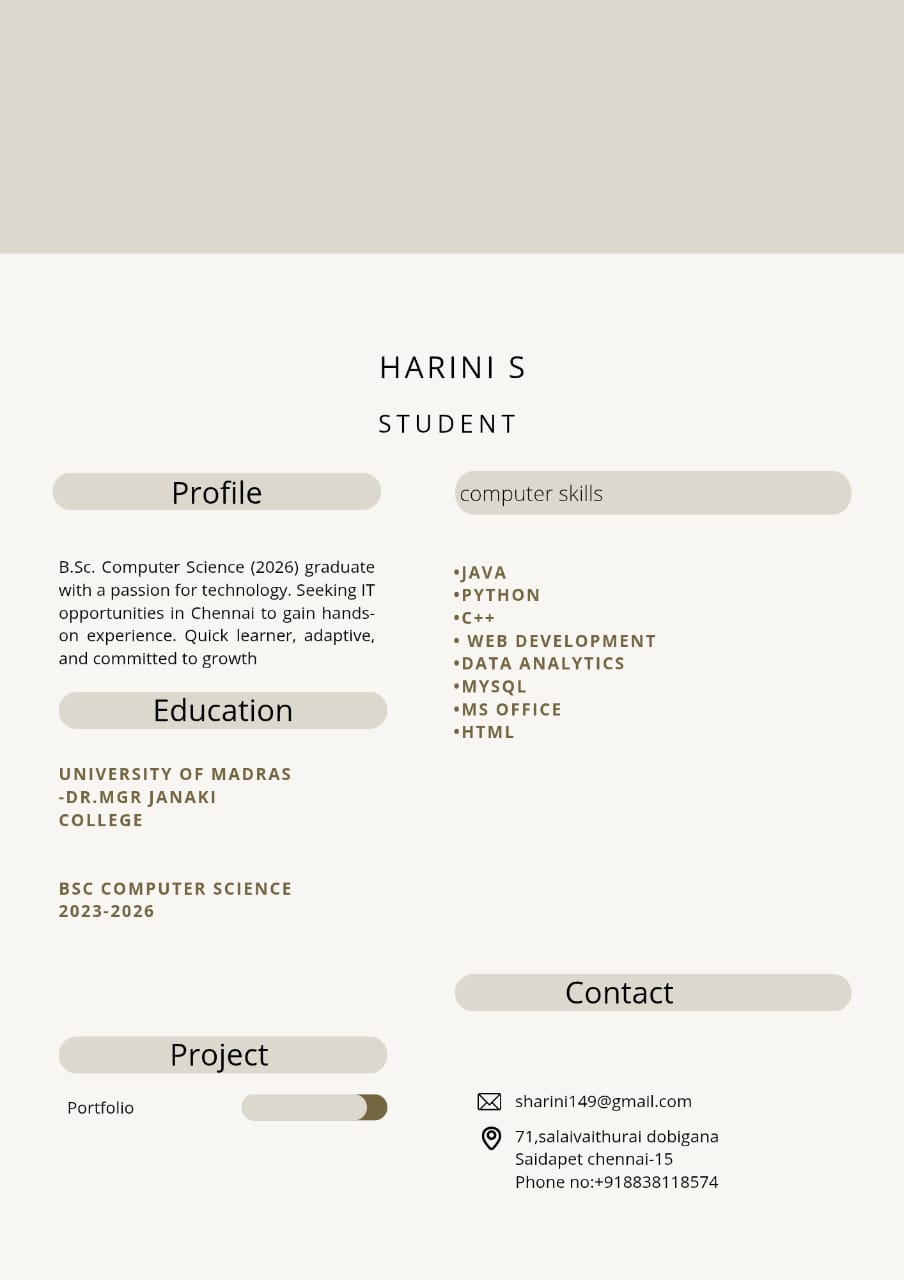 HARINI S
STUDENT
Profile
B.Sc. Computer Science (2026) graduate
with a passion for technology. Seeking IT
opportunities in Chennai to gain hands-
on experience. Quick learner, adaptive,
and committed to growth
Education
UNIVERSITY OF MADRAS
-DR.MGR JANAKI
COLLEGE
BSC COMPUTER SCIENCE
2023-2026
Project
Portfolio
computer skills
•JAVA
•PYTHON
•C++
• WEB DEVELOPMENT
•DATA ANALYTICS
•MYSQL
•MS OFFICE
•HTML
Contact
sharini149@gmail.com
71,salaivaithurai dobigana
Saidapet chennai-15
Phone no:+918838118574